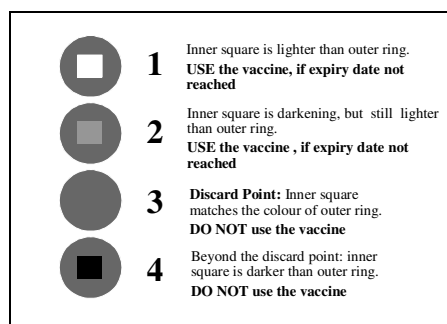 1
Inner square is lighter than outer ring.
USE the vaccine, if expiry date not
reached
2
Inner square is darkening, but still lighter
than outer ring.
USE the vaccine , if expiry date not
reached
3
Discard Point: Inner square
matches the colour of outer ring.
DO NOT use the vaccine
4
Beyond the discard point: inner
square is darker than outer ring.
DO NOT use the vaccine